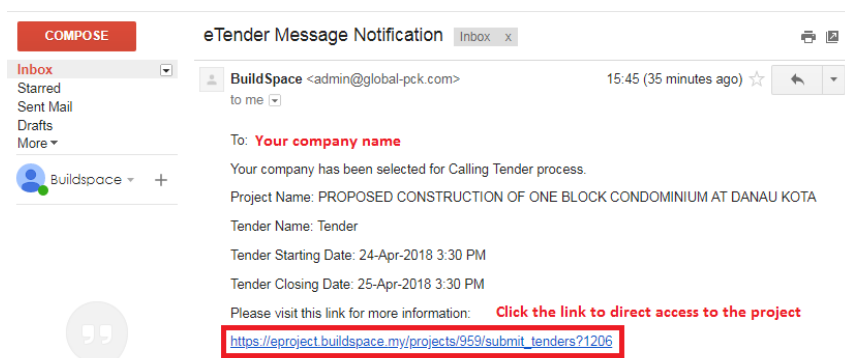 COMPOSE
Inbox
Starred
Sent Mail
Drafts
More
Buildspace
eTender Message Notification Inbox x
BuildSpace <admin@global-pck.com> 15:45 (35 minutes ago)
to me
To: Your company name
Your company has been selected for Calling Tender process.
Project Name: PROPOSED CONSTRUCTION OF ONE BLOCK CONDOMINIUM AT DANAU KOTA
Tender Name: Tender
Tender Starting Date: 24-Apr-2018 3:30 PM
Tender Closing Date: 25-Apr-2018 3:30 PM
Please visit this link for more information: Click the link to direct access to the project
https://eproject.buildspace.my/projects/959/submit_tenders?1206